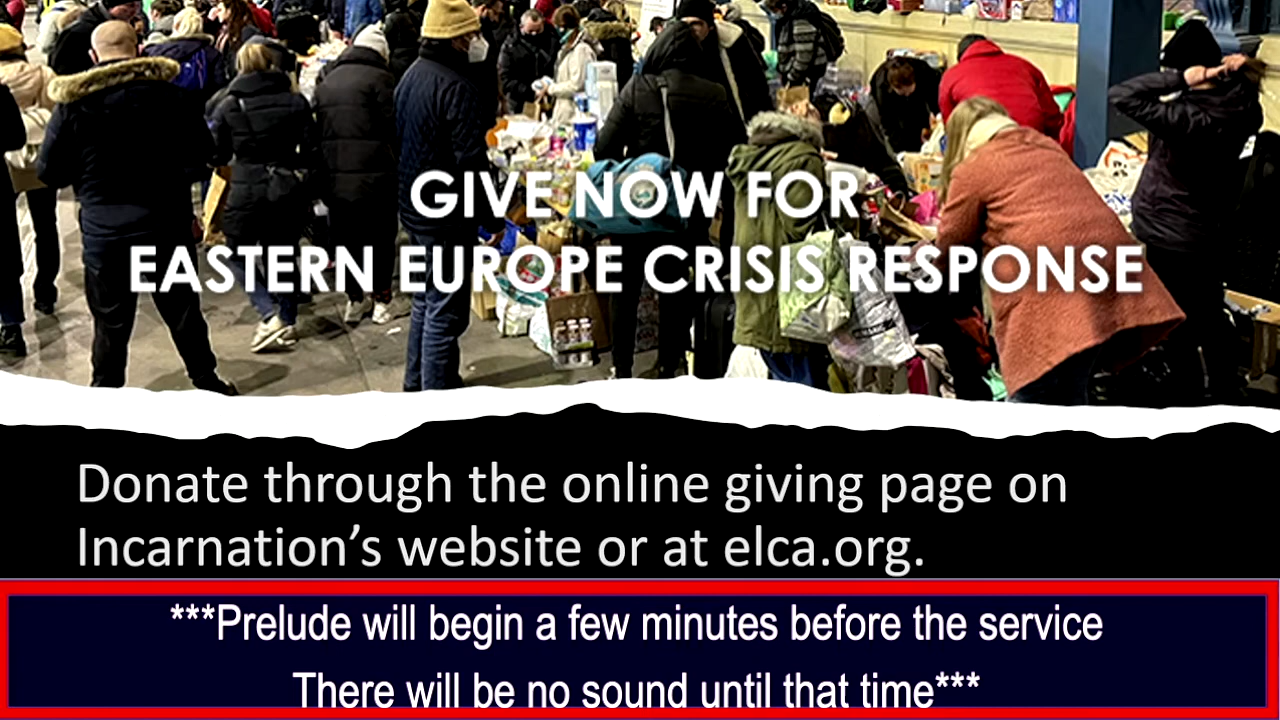 GIVE NOW FOR
EASTERN EUROPE CRISIS RESPONSE
Donate through the online giving page on
Incarnation’s website or at elca.org.
***Prelude will begin a few minutes before the service
There will be no sound until that time***